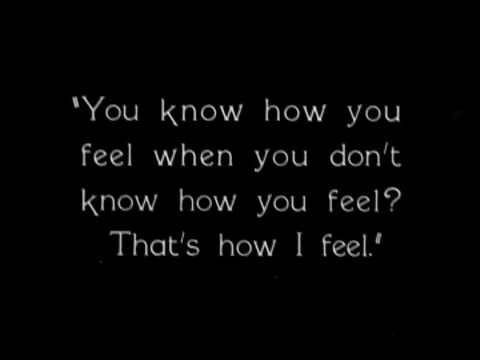 "You know how you
feel when you don't
know how you feel?
That's how I feel."